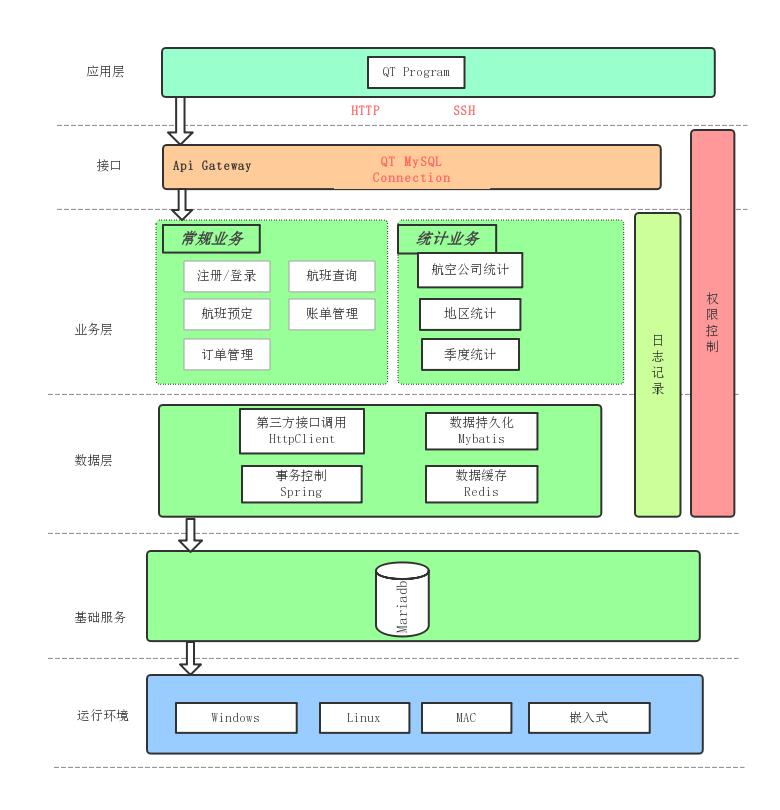 应用层
QT Program
HTTP
SSH
接口
Api Gateway
QT MySQL
Connection
常规业务
统计业务
注册/登录
航班查询
航空公司统计
航班预定
账单管理
地区统计
业务层
订单管理
季度统计
日志记录
权限控制
数据层
第三方接口调用
HttpClient
数据持久化
Mybatis
事务控制
Spring
数据缓存
Redis
基础服务
Mariadb
运行环境
Windows
Linux
MAC
嵌入式